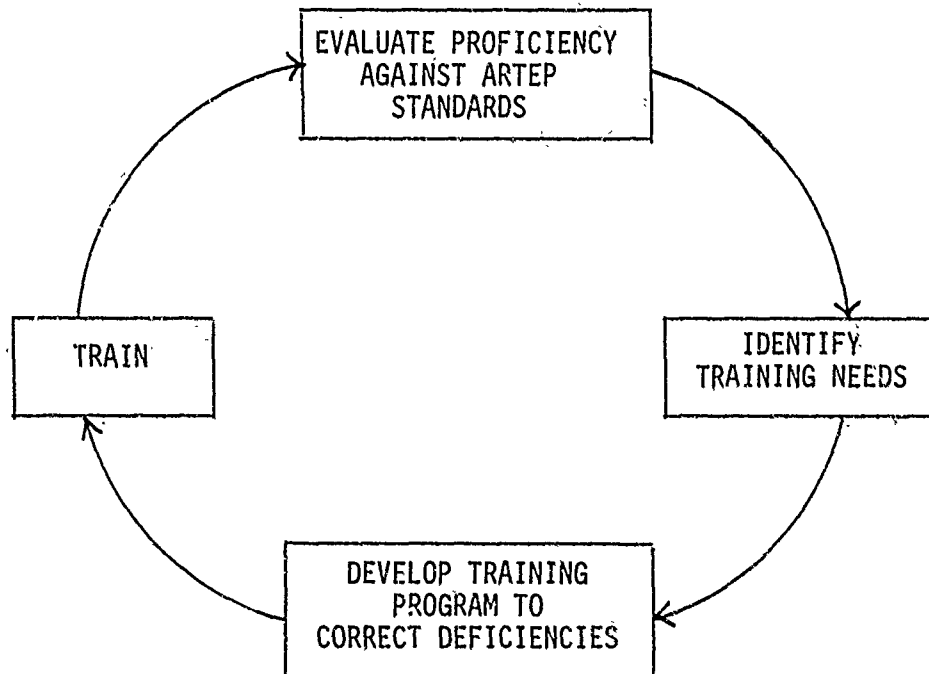 EVALUATE PROFICIENCY
AGAINST ARTEP
STANDARDS
IDENTIFY
TRAINING NEEDS
DEVELOP TRAINING
PROGRAM TO
CORRECT DEFICIENCIES
TRAIN